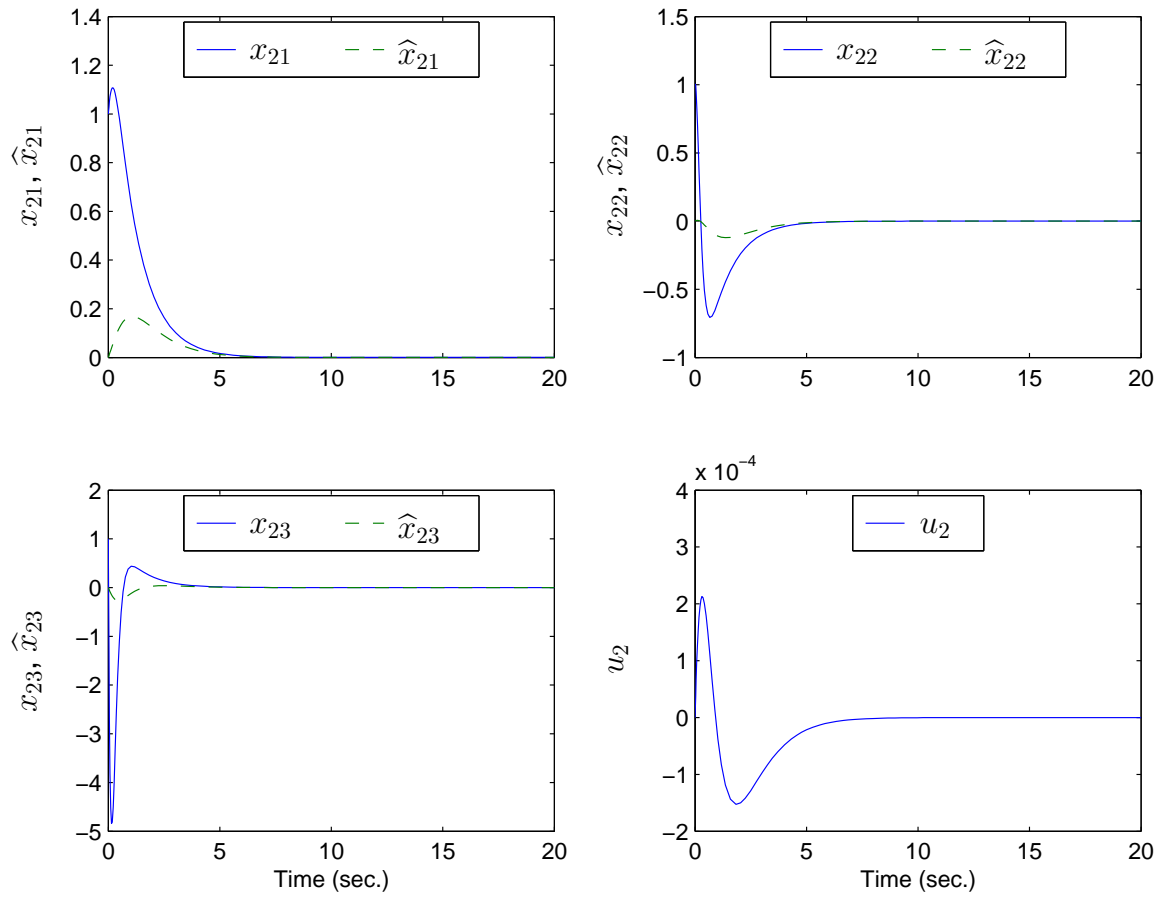 1.4
1.2
1
0.8
0.6
0.4
0.2
0
0 5 10 15 20
x₂₁, x̂₂₁
x₂₁ x̂₂₁
1.5
1
0.5
0
−0.5
−1
0 5 10 15 20
x₂₂, x̂₂₂
x₂₂ x̂₂₂
2
1
0
−1
−2
−3
−4
−5
0 5 10 15 20
Time (sec.)
x₂₃, x̂₂₃
x₂₃ x̂₂₃
x 10⁻⁴
4
3
2
1
0
−1
−2
0 5 10 15 20
Time (sec.)
u₂
u₂